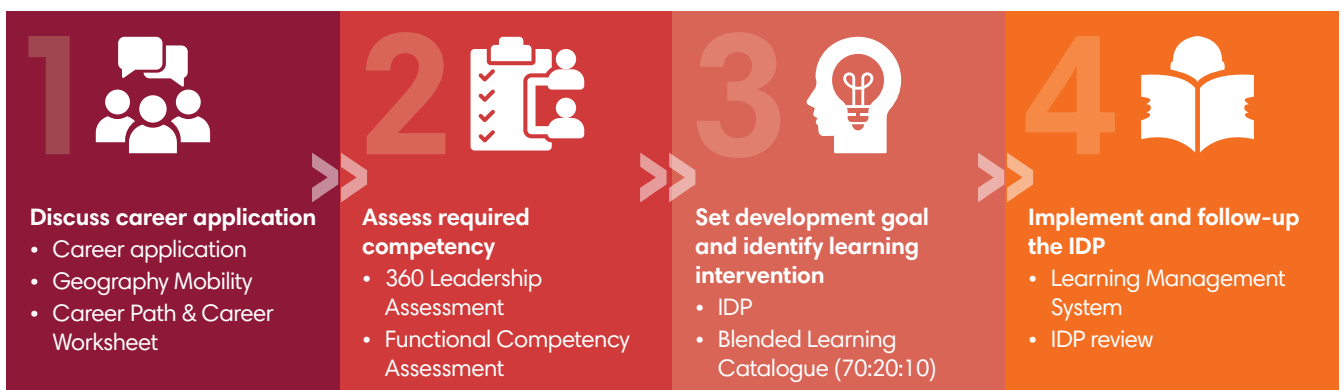 1
Discuss career application
• Career application
• Geography Mobility
• Career Path & Career
Worksheet
2
Assess required
competency
• 360 Leadership
Assessment
• Functional Competency
Assessment
3
Set development goal
and identify learning
intervention
• IDP
• Blended Learning
Catalogue (70:20:10)
4
Implement and follow-up
the IDP
• Learning Management
System
• IDP review